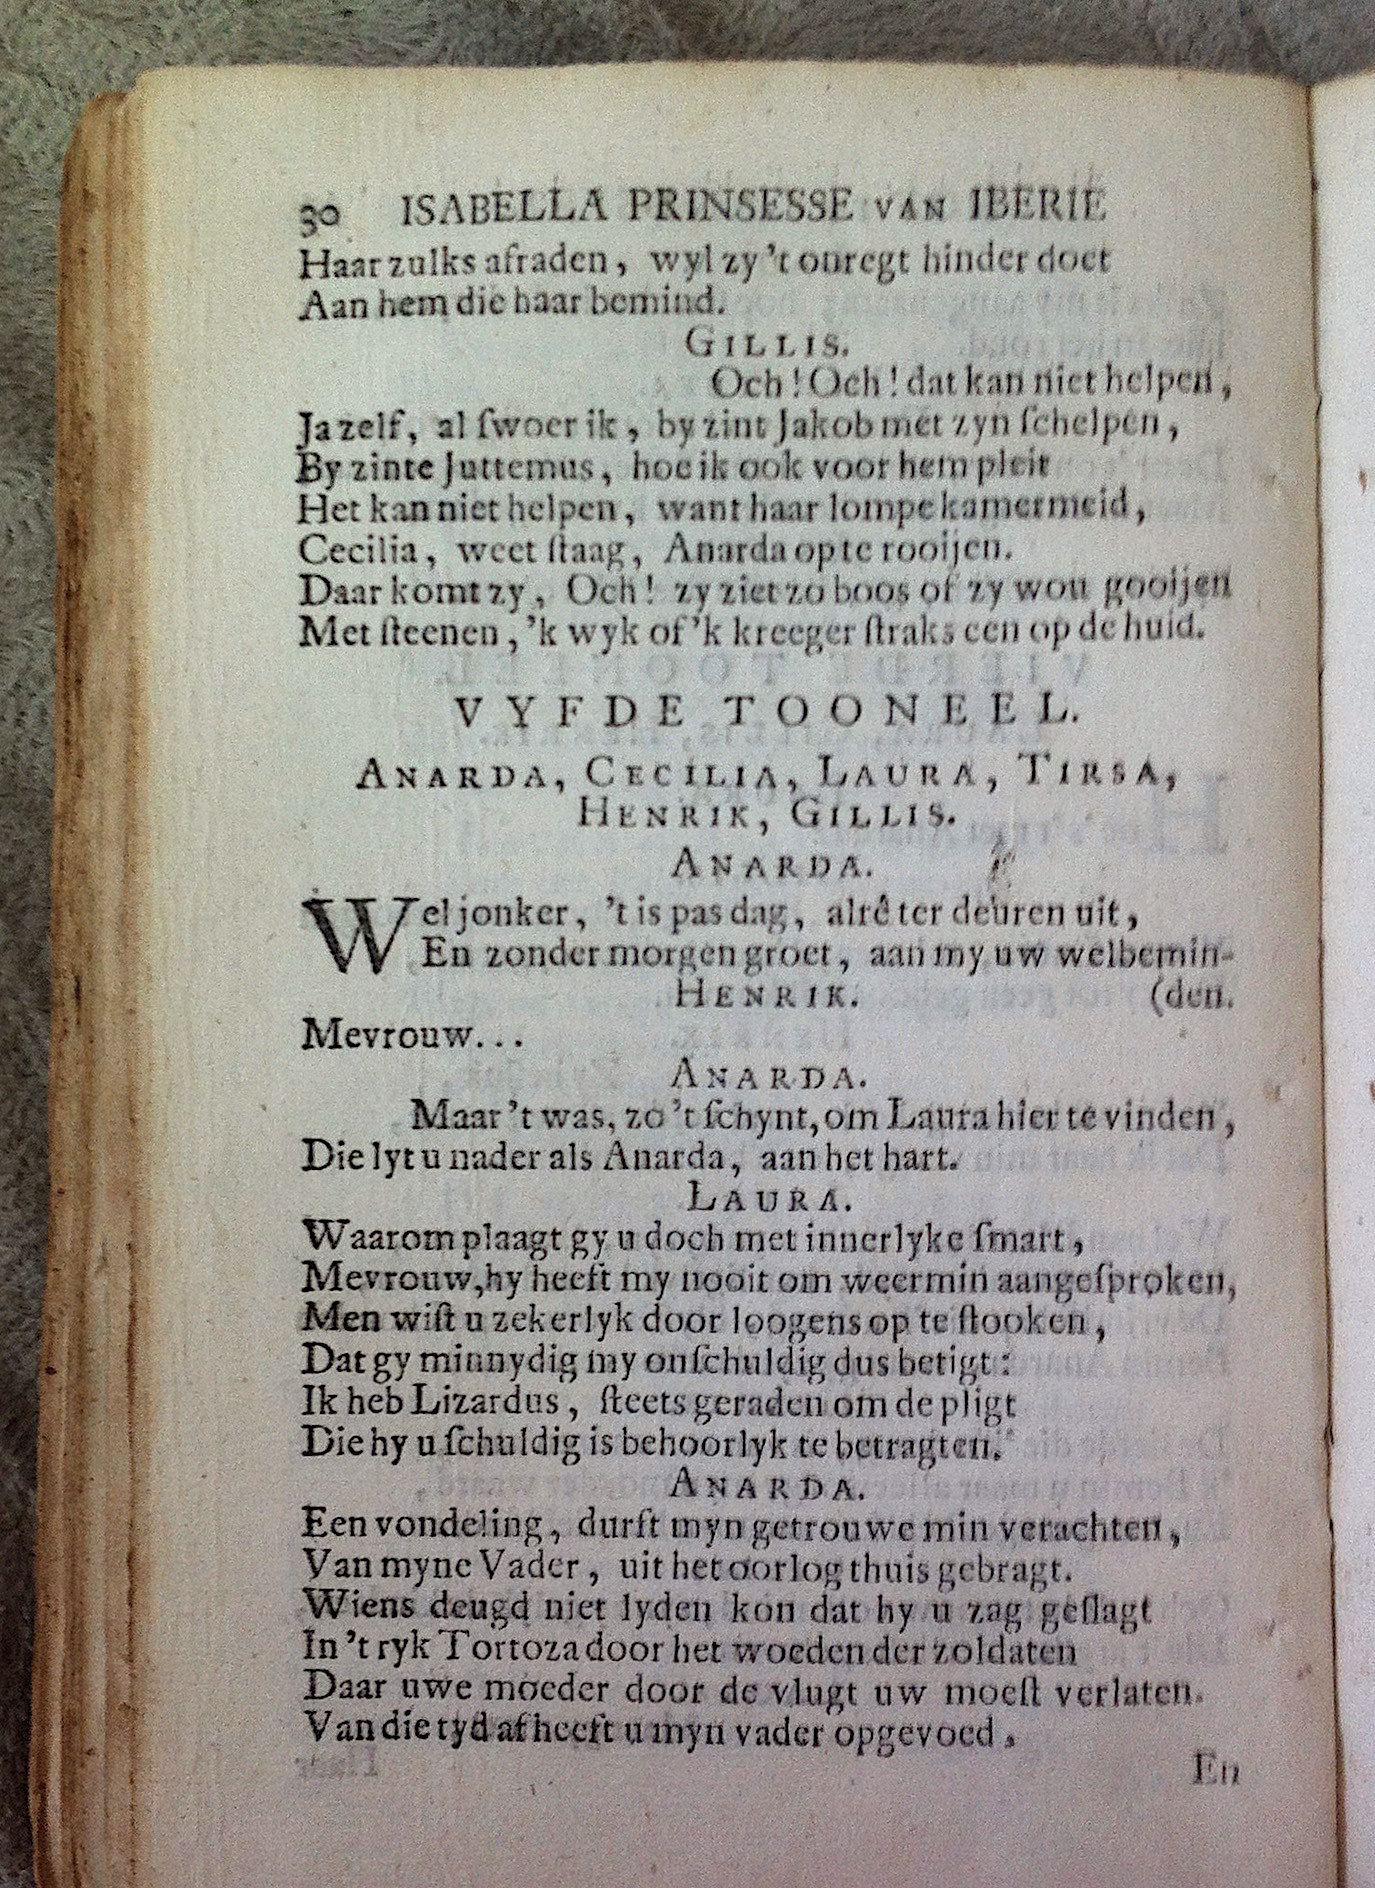 30 ISABELLA PRINSESSE VAN IBERIE
Haar zulks afraden, wyl zy 't onregt hinder doet
Aan hem die haar bemind.
GILLIS.
Och! Och! dat kan niet helpen,
Ja zelf, al ſwoer ik, by zint Jakob met zyn ſchelpen,
By zinte Juttemus, hoe ik ook voor hem pleit
Het kan niet helpen, want haar lompe kamermeid,
Cecilia, weet ſtaag, Anarda op te rooijen.
Daar komt zy, Och! zy ziet zo boos of zy wou gooijen
Met ſteenen, 'k wyk of 'k kreeger ſtraks een op de huid.
VYFDE TOONEEL.
ANARDA, CECILIA, LAURA, TIRSA,
HENRIK, GILLIS.
ANARDA.
Wel jonker, 't is pas dag, alrê ter deuren uit,
En zonder morgen groet, aan my uw welbemin-
HENRIK. (den.
Mevrouw...
ANARDA.
Maar 't was, zo 't ſchynt, om Laura hier te vinden,
Die lyt u nader als Anarda, aan het hart.
LAURA.
Waarom plaagt gy u doch met innerlyke ſmart,
Mevrouw, hy heeft my nooit om weermin aangeſproken,
Men wiſt u zekerlyk door loogens op te ſtooken,
Dat gy minnydig my onſchuldig dus betigt:
Ik heb Lizardus, ſteets geraden om de pligt
Die hy u ſchuldig is behoorlyk te betragten.
ANARDA.
Een vondeling, durft myn getrouwe min verachten,
Van myne Vader, uit het oorlog thuis gebragt.
Wiens deugd niet lyden kon dat hy u zag geſlagt
In 't ryk Tortoza door het woeden der zoldaten
Daar uwe moeder door de vlugt uw moeſt verlaten.
Van die tyd af heeft u myn vader opgevoed.
En